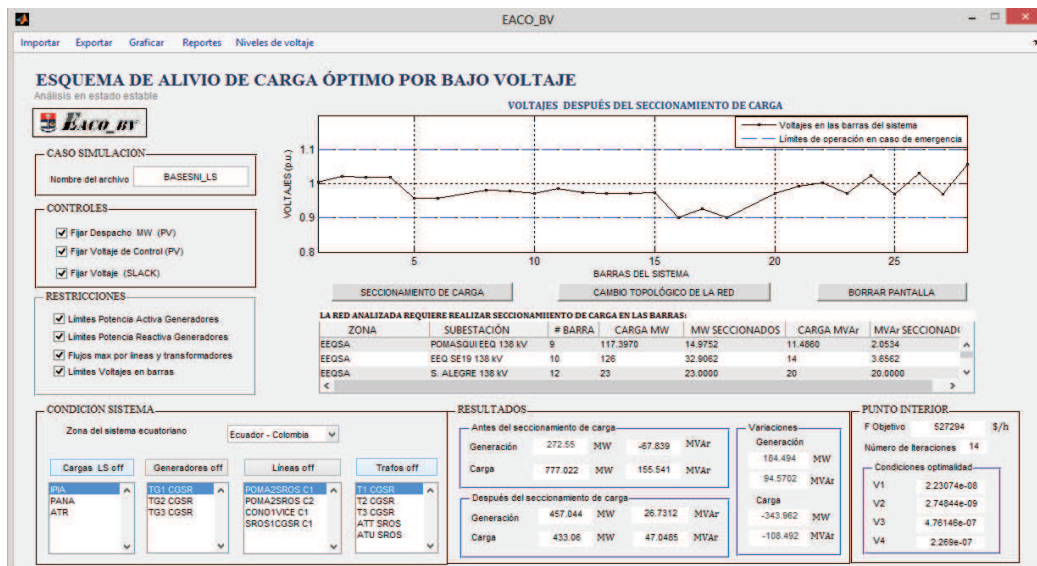 EACO_BV
Importar Exportar Graficar Reportes Niveles de voltaje
ESQUEMA DE ALIVIO DE CARGA ÓPTIMO POR BAJO VOLTAJE
Análisis en estado estable
EACO_BV
CASO SIMULACION
Nombre del archivo BASESNI_LS
CONTROLES
Fijar Despacho MW (PV)
Fijar Voltaje de Control (PV)
Fijar Voltaje (SLACK)
RESTRICCIONES
Límites Potencia Activa Generadores
Límites Potencia Reactiva Generadores
Flujos max por líneas y transformadores
Límites Voltajes en barras
VOLTAJES DESPUÉS DEL SECCIONAMIENTO DE CARGA
Voltajes en las barras del sistema
Límites de operación en caso de emergencia
VOLTAJES (p.u.)
1.1
1
0.9
0.8
5 10 15 20 25
BARRAS DEL SISTEMA
SECCIONAMIENTO DE CARGA CAMBIO TOPOLÓGICO DE LA RED BORRAR PANTALLA
LA RED ANALIZADA REQUIERE REALIZAR SECCIONAMIENTO DE CARGA EN LAS BARRAS:
ZONA SUBESTACIÓN # BARRA CARGA MW MW SECCIONADOS CARGA MVAr MVAr SECCIONAD(
EEQSA POMASQUI EEQ 138 kV 9 117.3970 14.9752 11.4860 2.0534
EEQSA EEQ SE19 138 kV 10 126 32.9062 14 3.6562
EEQSA S. ALEGRE 138 kV 12 23 23.0000 20 20.0000
CONDICIÓN SISTEMA
Zona del sistema ecuatoriano Ecuador - Colombia
Cargas LS off Generadores off Líneas off Trafos off
IPIA
PANA
ATR
TG1 CGSR
TG2 CGSR
TG3 CGSR
POMA2SROS C1
POMA2SROS C2
CONO1VICE C1
SROS1CGSR C1
T1 CGSR
T2 CGSR
T3 CGSR
ATT SROS
ATU SROS
RESULTADOS
Antes del seccionamiento de carga
Generación 272.55 MW -67.839 MVAr
Carga 777.022 MW 155.541 MVAr
Después del seccionamiento de carga
Generación 457.044 MW 26.7312 MVAr
Carga 433.06 MW 47.0485 MVAr
Variaciones
Generación
184.494 MW
94.5702 MVAr
Carga
-343.962 MW
-108.492 MVAr
PUNTO INTERIOR
F Objetivo 527294 $/h
Número de Iteraciones 14
Condiciones optimalidad
V1 2.23074e-08
V2 2.74844e-09
V3 4.76146e-07
V4 2.269e-07